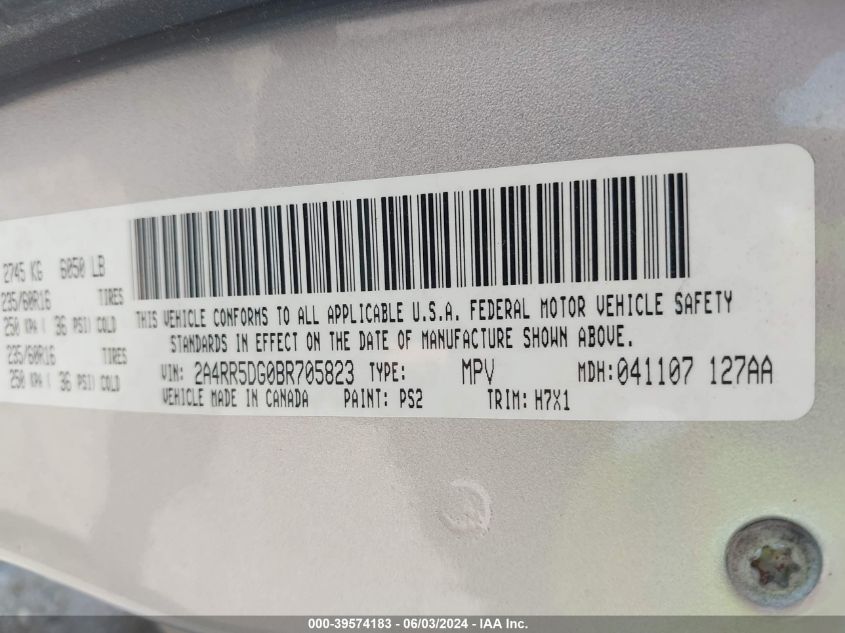 2745 KG 6050 LB
235/60R16 TIRES
250 KPA ( 36 PSI) COLD
235/60R16 TIRES
250 KPA ( 36 PSI) COLD
THIS VEHICLE CONFORMS TO ALL APPLICABLE U.S.A. FEDERAL MOTOR VEHICLE SAFETY
STANDARDS IN EFFECT ON THE DATE OF MANUFACTURE SHOWN ABOVE.
VIN: 2A4RR5DG0BR705823 TYPE: MPV MDH:041107 127AA
VEHICLE MADE IN CANADA PAINT: PS2 TRIM: H7X1
000-39574183 - 06/03/2024 - IAA Inc.